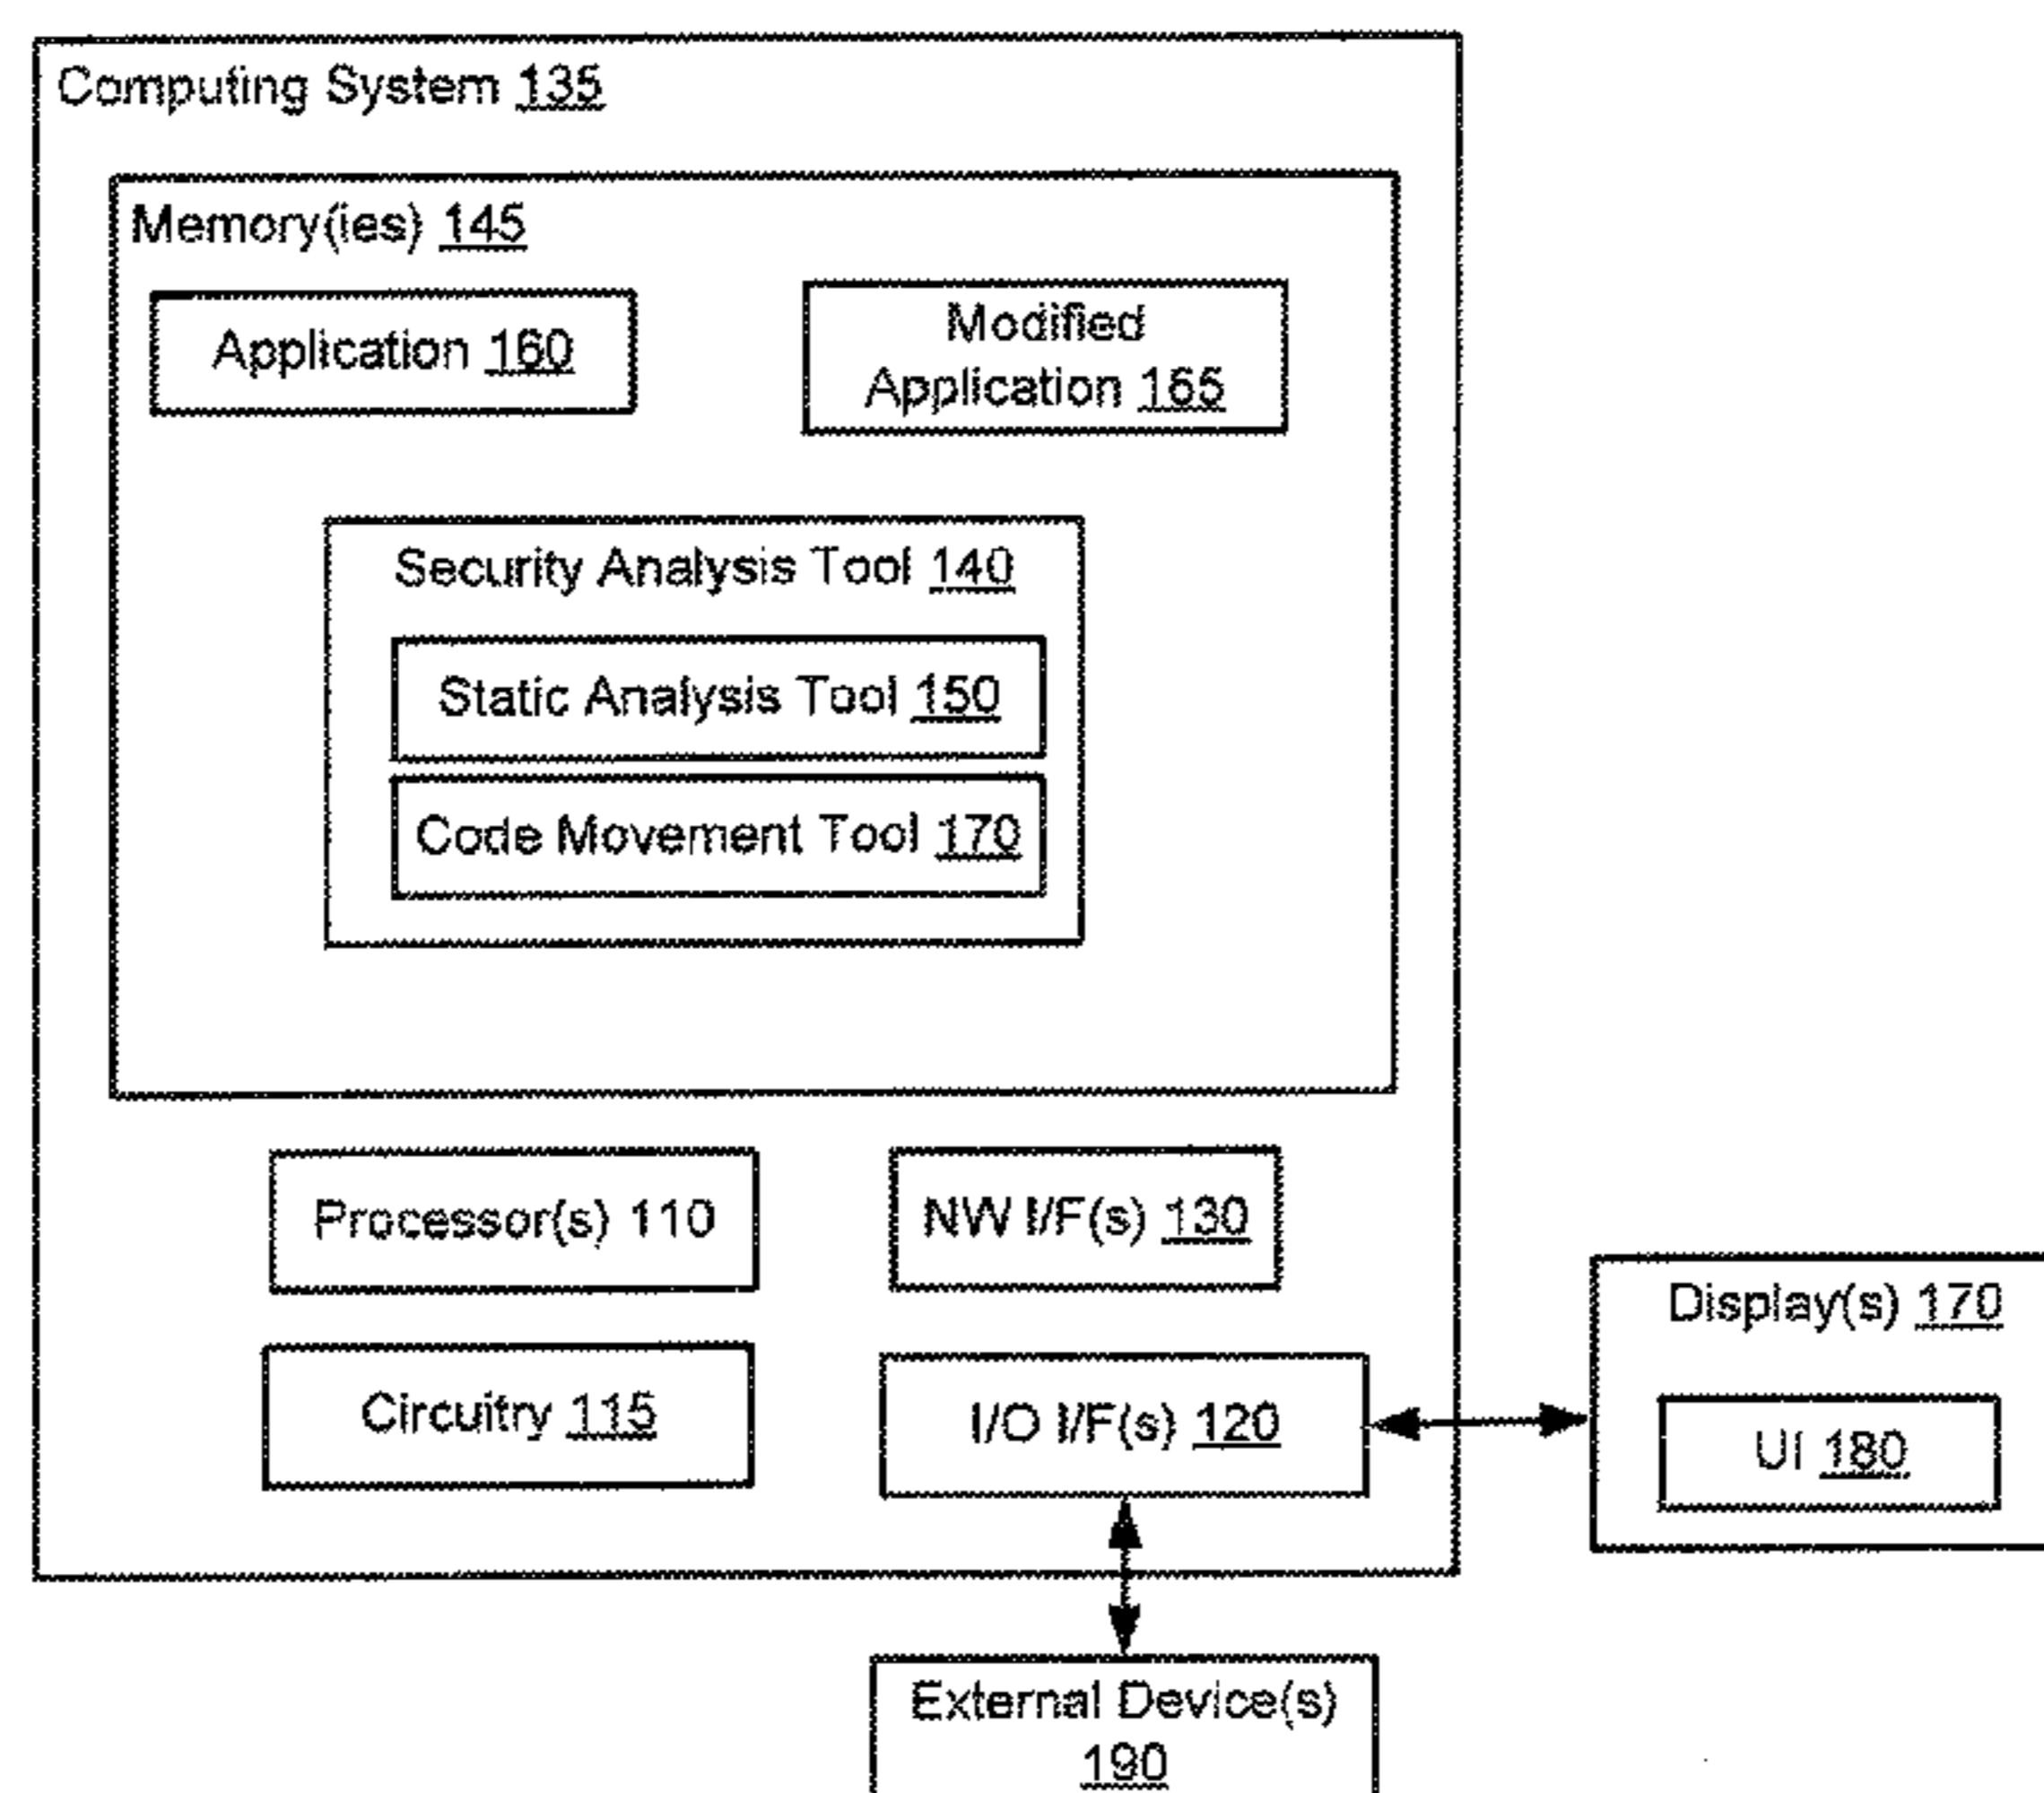 Computing System 135
Memory(ies) 145
Application 160
Modified
Application 165
Security Analysis Tool 140
Static Analysis Tool 150
Code Movement Tool 170
Processor(s) 110
NW I/F(s) 130
Circuitry 115
I/O I/F(s) 120
Display(s) 170
UI 180
External Device(s)
190